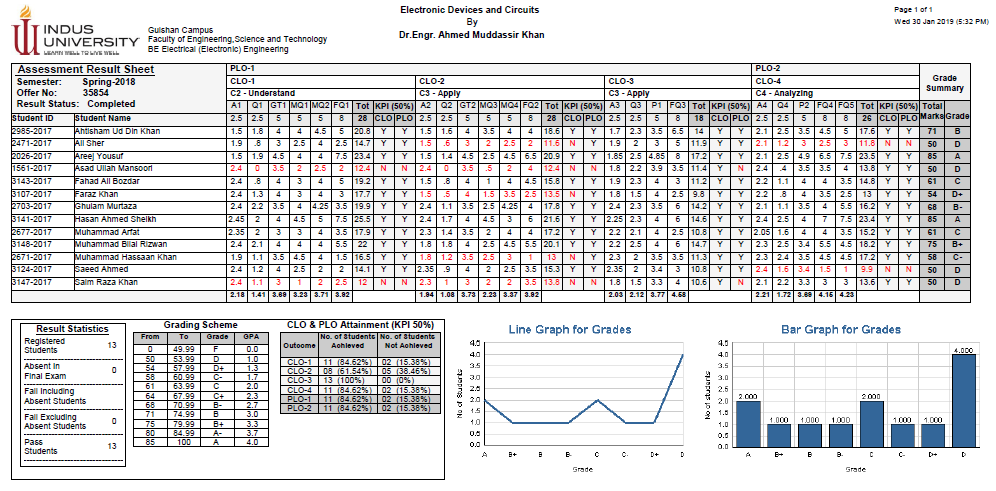 Electronic Devices and Circuits
By
Dr.Engr. Ahmed Muddassir Khan
Page 1 of 1
Wed 30 Jan 2019 (5:32 PM)
INDUS UNIVERSITY
LEARN WELL TO LIVE WELL
Gulshan Campus
Faculty of Engineering,Science and Technology
BE Electrical (Electronic) Engineering
Assessment Result Sheet
Semester: Spring-2018
Offer No: 35854
Result Status: Completed
PLO-1 PLO-2
CLO-1 CLO-2 CLO-3 CLO-4
C2 - Understand C3 - Apply C3 - Apply C4 - Analyzing
Grade Summary
A1 Q1 GT1 MQ1 MQ2 FQ1 Tot KPI (50%) A2 Q2 GT2 MQ3 MQ4 FQ2 Tot KPI (50%) A3 Q3 P1 FQ3 Tot KPI (50%) A4 Q4 P2 FQ4 FQ5 Tot KPI (50%) Total Marks Grade
Student ID Student Name 2.5 2.5 5 5 5 8 28 CLO PLO 2.5 2.5 5 5 5 8 28 CLO PLO 2.5 2.5 5 8 18 CLO PLO 2.5 2.5 5 8 8 26 CLO PLO
2985-2017 Ahtisham Ud Din Khan 1.5 1.8 4 4 4.5 5 20.8 Y Y 1.5 1.6 4 3.5 4 4 18.6 Y Y 1.7 2.3 3.5 6.5 14 Y Y 2.1 2.5 3.5 4.5 5 17.6 Y Y 71 B
2471-2017 Ali Sher 1.9 .8 3 2.5 4 2.5 14.7 Y Y 1.5 .6 3 2 2.5 2 11.6 N Y 1.9 2 3 5 11.9 Y Y 2.1 1.2 3 2.5 3 11.8 N N 50 D
2026-2017 Areej Yousuf 1.5 1.9 4.5 4 4 7.5 23.4 Y Y 1.5 1.4 4.5 2.5 4.5 6.5 20.9 Y Y 1.85 2.5 4.85 8 17.2 Y Y 2.1 2.5 4.9 6.5 7.5 23.5 Y Y 85 A
1561-2017 Asad Ullah Mansoori 2.4 0 3.5 2 2.5 2 12.4 N N 2.4 .5 3.5 2 .5 2 12.4 N N 1.8 2.2 3.9 3.5 11.4 Y N 2.4 .4 3.5 3.5 4 13.8 Y Y 50 D
3143-2017 Fahad Ali Bozdar 2.4 .8 4 3 4 5 19.2 Y Y 1.5 .8 4 1 4 4.5 15.8 Y Y 1.9 2.3 4 3 11.2 Y Y 2.2 1.1 4 4 3.5 14.8 Y Y 61 C
3107-2017 Faraz Khan 2.4 1.3 4 3 4 3 17.7 Y Y 1.5 .5 4 1.5 3.5 2.5 13.5 N Y 1.8 1.5 4 2.5 9.8 Y Y 2.2 .8 4 3.5 2.5 13 Y Y 54 D+
2703-2017 Ghulam Murtaza 2.4 2.2 3.5 4 4.25 3.5 19.9 Y Y 2.4 1.1 3.5 2.5 4.25 4 17.8 Y Y 2.4 2.3 3.5 6 14.2 Y Y 2.1 1.1 3.5 4 5.5 16.2 Y Y 68 B-
3141-2017 Hasan Ahmed Sheikh 2.45 2 4 4.5 5 7.5 25.5 Y Y 2.4 1.7 4 4.5 3 6 21.6 Y Y 2.25 2.3 4 6 14.6 Y Y 2.4 2.5 4 7 7.5 23.4 Y Y 85 A
2677-2017 Muhammad Arfat 2.35 2 3 3 4 3.5 17.9 Y Y 2.3 1.4 3.5 2 4 4 17.2 Y Y 2.2 2.1 4 2.5 10.8 Y Y 2.05 1.6 4 4 3.5 15.2 Y Y 61 C
3148-2017 Muhammad Bilal Rizwan 2.4 2.1 4 4 4 5.5 22 Y Y 1.8 1.8 4 2.5 4.5 5.5 20.1 Y Y 2.2 2.5 4 6 14.7 Y Y 2.3 2.5 3.4 5.5 4.5 18.2 Y Y 75 B+
2671-2017 Muhammad Hassaan Khan 1.9 1.1 3.5 4.5 4 1.5 16.5 Y Y 1.8 1.2 3.5 2.5 3 1 13 N Y 2.3 2 3.5 3.5 11.3 Y Y 2.3 2.4 3.5 4.5 4.5 17.2 Y Y 58 C-
3124-2017 Saeed Ahmed 2.4 1.2 4 2.5 2 2 14.1 Y Y 2.35 .9 4 2.5 2 3.5 15.3 Y Y 2.35 2 3.4 3 10.8 Y Y 2.4 1.6 3.4 1.5 1 9.9 N N 50 D
3147-2017 Saim Raza Khan 2.4 1.1 3 1 2.5 2 12 N N 2.3 1 3 2 2.5 3 13.8 N N 1.8 1.5 3.3 4 10.6 Y N 2.1 2.2 3.3 3 3 13.6 Y Y 50 D
2.18 1.41 3.69 3.23 3.71 3.92 1.94 1.08 3.73 2.23 3.37 3.92 2.03 2.12 3.77 4.58 2.21 1.72 3.69 4.15 4.23
Result Statistics
Registered Students 13
Absent In Final Exam 0
Fail Including Absent Students
Fail Excluding Absent Students 0
Pass Students 13
Grading Scheme
From To Grade GPA
0 49.99 F 0.0
50 53.99 D 1.0
54 57.99 D+ 1.3
58 60.99 C- 1.7
61 63.99 C 2.0
64 67.99 C+ 2.3
68 70.99 B- 2.7
71 74.99 B 3.0
75 79.99 B+ 3.3
80 84.99 A- 3.7
85 100 A 4.0
CLO & PLO Attainment (KPI 50%)
Outcome No. of Students Achieved No. of Students Not Achieved
CLO-1 11 (84.62%) 02 (15.38%)
CLO-2 08 (61.54%) 05 (38.46%)
CLO-3 13 (100%) 00 (0%)
CLO-4 11 (84.62%) 02 (15.38%)
PLO-1 11 (84.62%) 02 (15.38%)
PLO-2 11 (84.62%) 02 (15.38%)
Line Graph for Grades
No of Students
4.5
4.0
3.5
3.0
2.5
2.0
1.5
1.0
0.5
0.0
A B+ B B- C C- D+ D
Grade
Bar Graph for Grades
No of students
4.5
4.0
3.5
3.0
2.5
2.0
1.5
1.0
0.5
0.0
2.000 1.000 1.000 1.000 2.000 1.000 1.000 4.000
A B+ B B- C C- D+ D
Grade